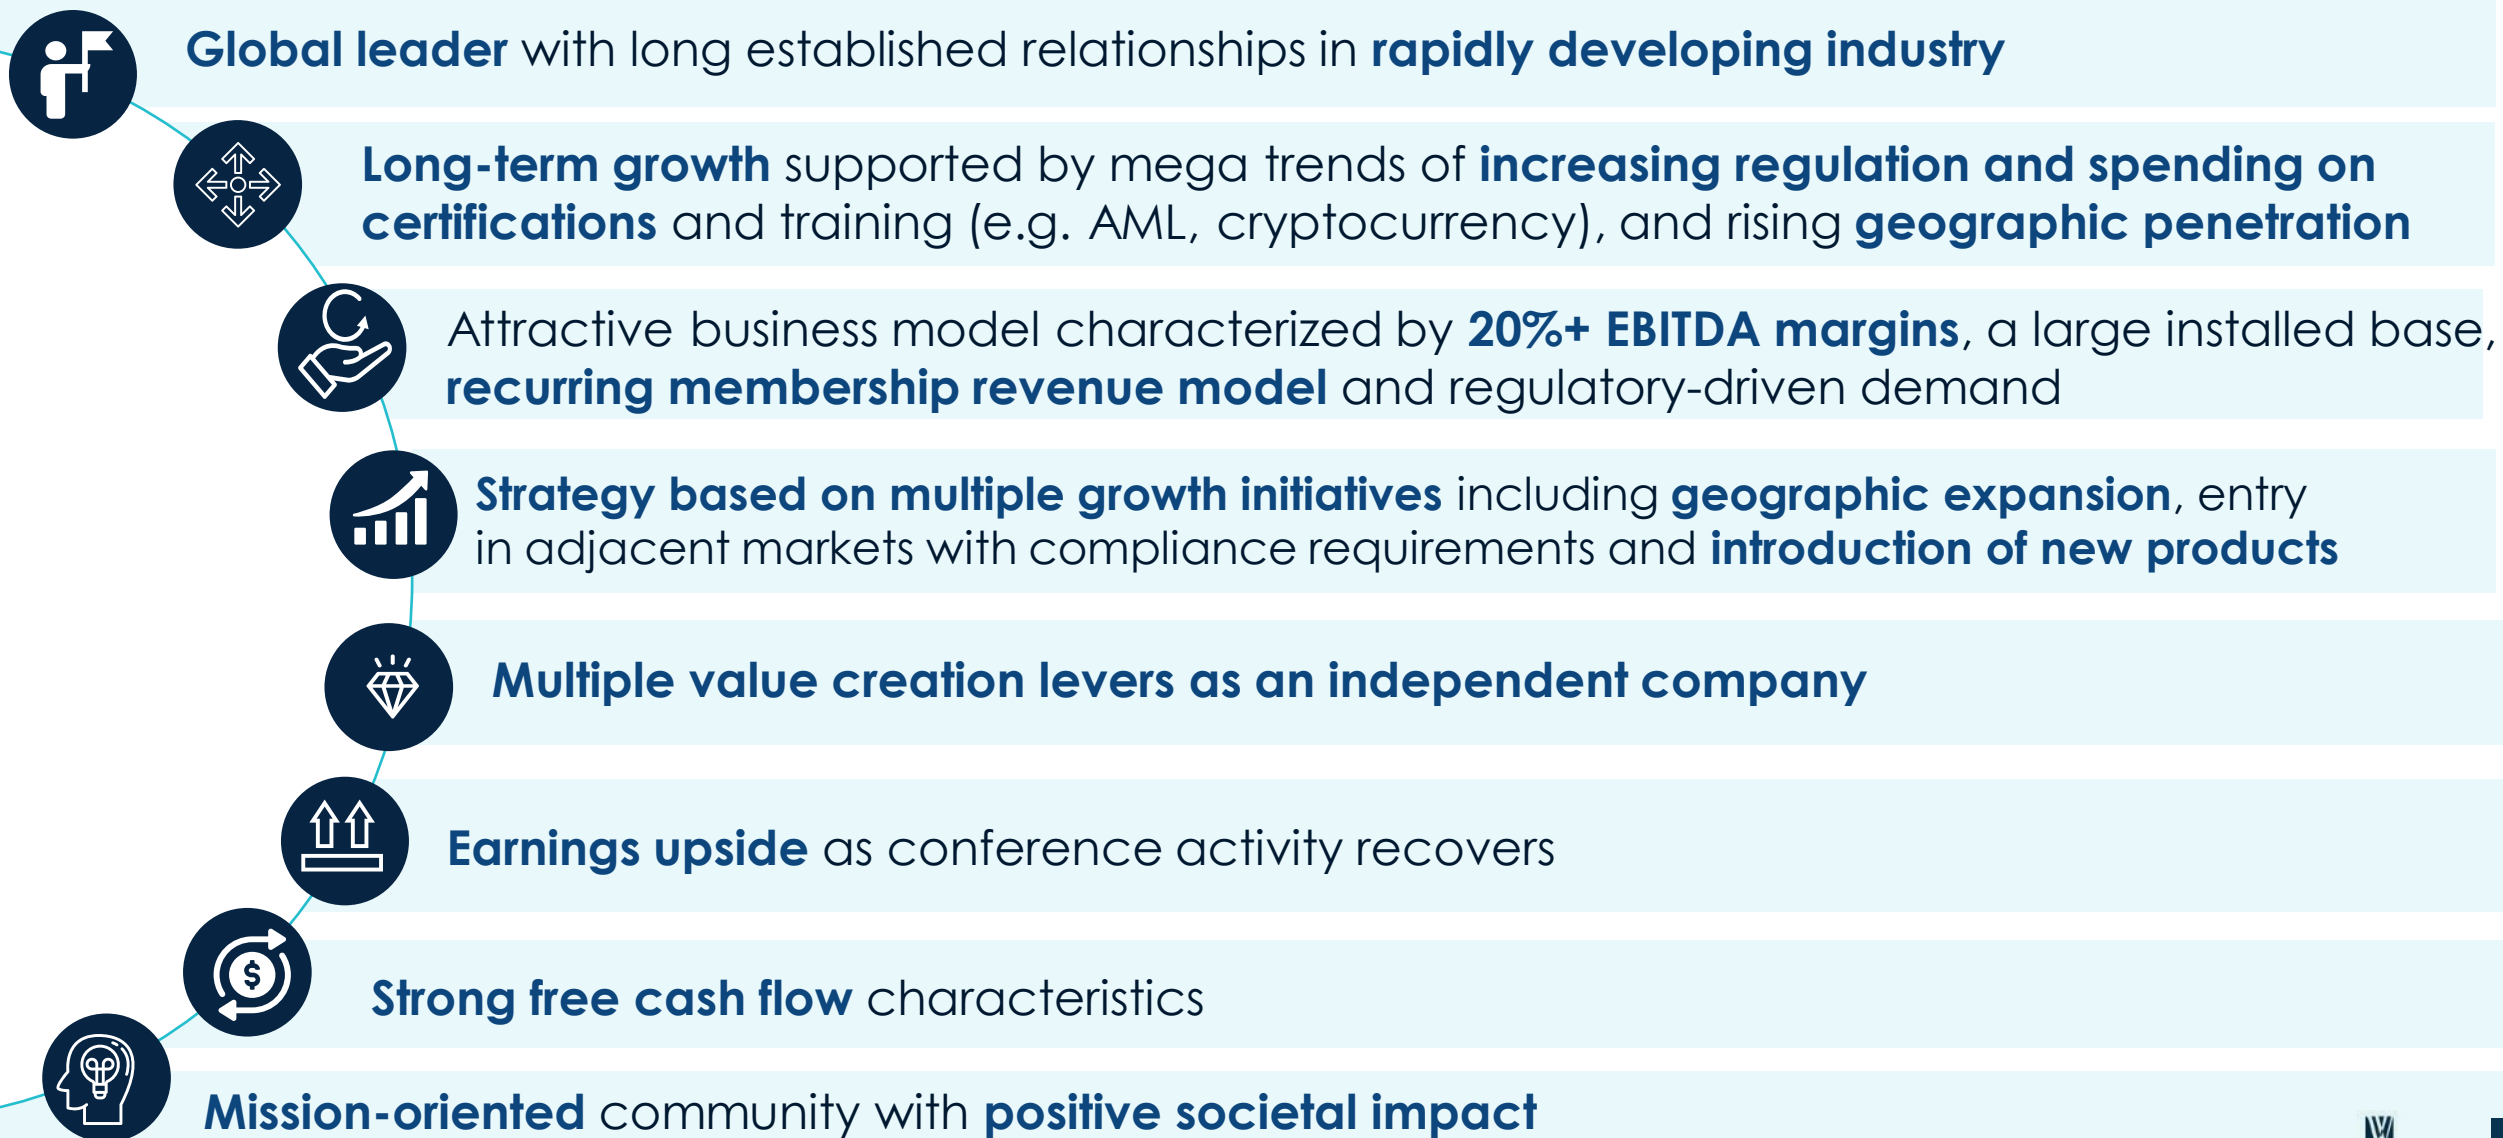 Global leader with long established relationships in rapidly developing industry
Long-term growth supported by mega trends of increasing regulation and spending on
certifications and training (e.g. AML, cryptocurrency), and rising geographic penetration
Attractive business model characterized by 20%+ EBITDA margins, a large installed base,
recurring membership revenue model and regulatory-driven demand
Strategy based on multiple growth initiatives including geographic expansion, entry
in adjacent markets with compliance requirements and introduction of new products
Multiple value creation levers as an independent company
Earnings upside as conference activity recovers
$
Strong free cash flow characteristics
Mission-oriented community with positive societal impact